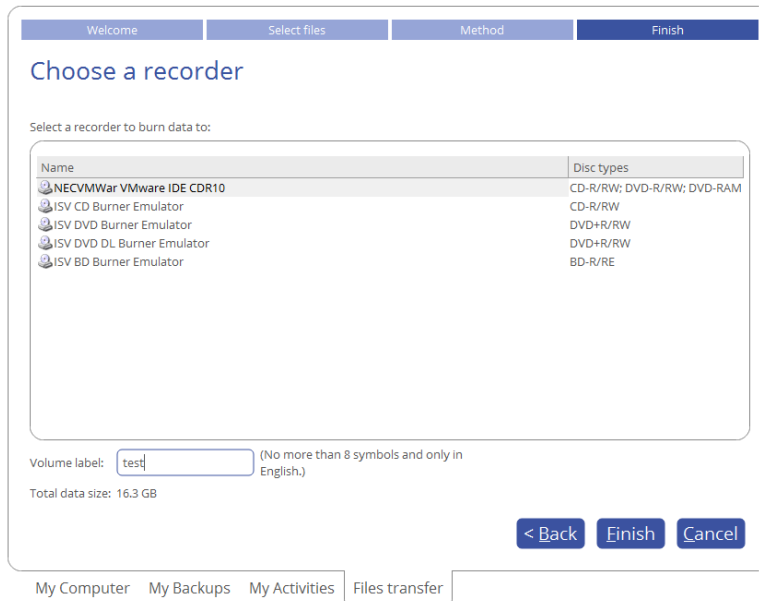 Welcome Select files Method Finish
Choose a recorder
Select a recorder to burn data to:
Name Disc types
NECVMWar VMware IDE CDR10 CD-R/RW; DVD-R/RW; DVD-RAM
ISV CD Burner Emulator CD-R/RW
ISV DVD Burner Emulator DVD+R/RW
ISV DVD DL Burner Emulator DVD+R/RW
ISV BD Burner Emulator BD-R/RE
Volume label: test (No more than 8 symbols and only in
English.)
Total data size: 16.3 GB
< Back Finish Cancel
My Computer My Backups My Activities Files transfer